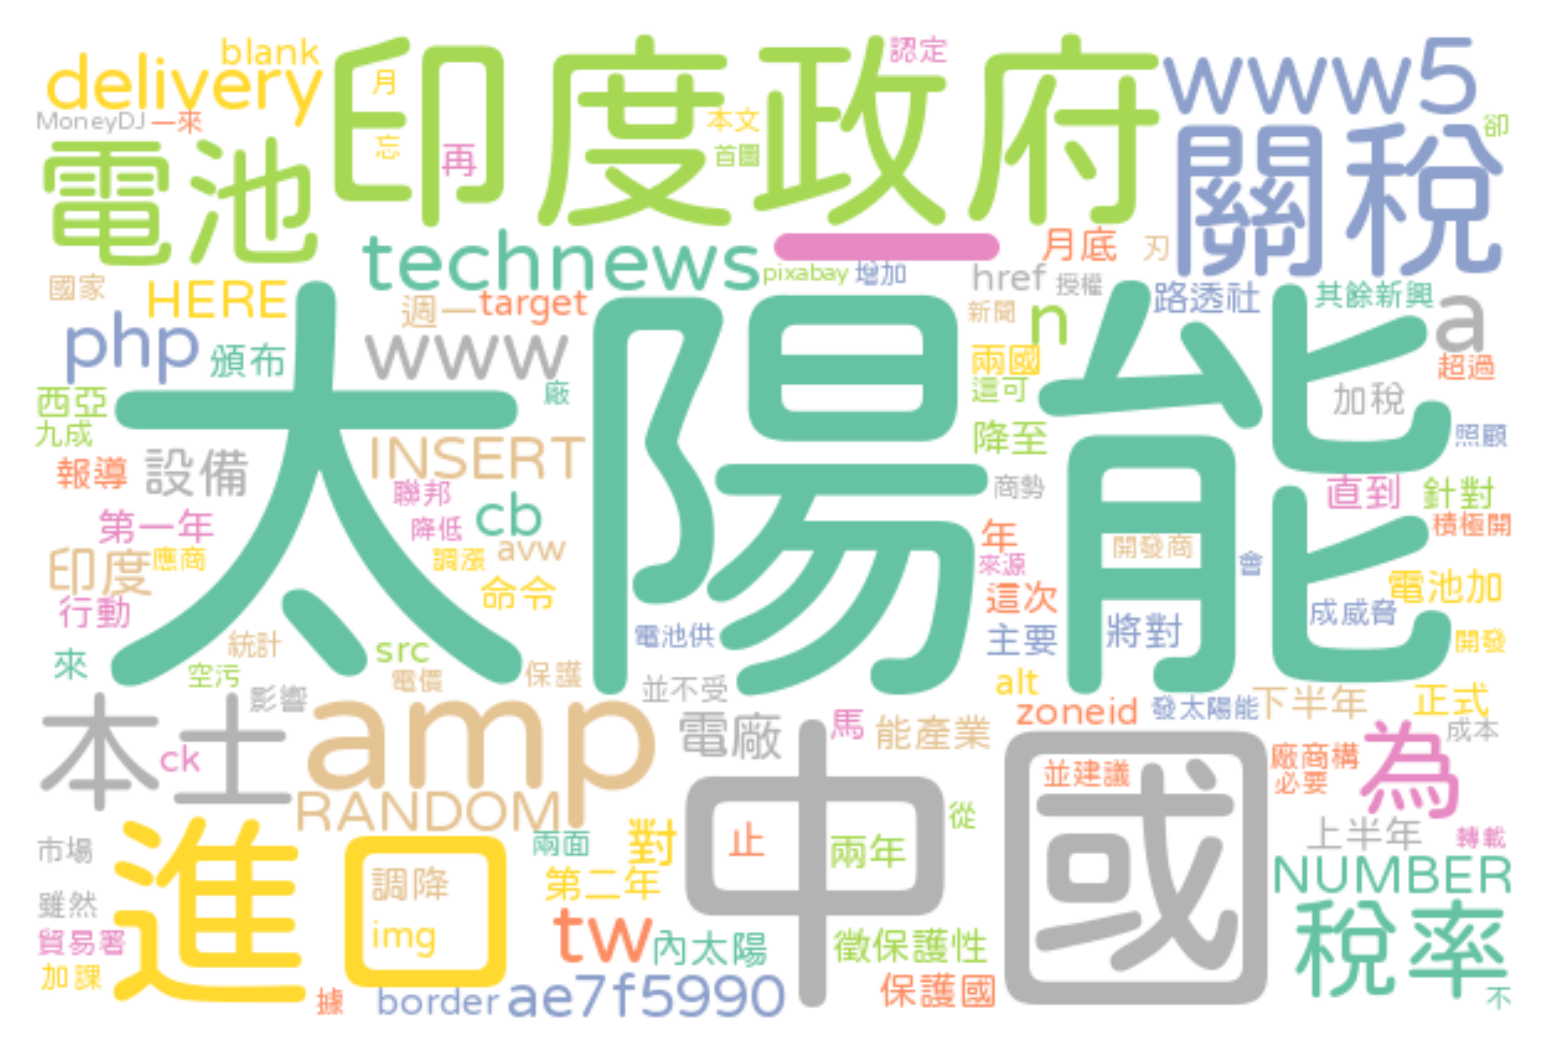 blank
delivery
印度政府
認定
www5
月
MoneyDJ
一來
忘
再
本文
首圖
卻
電池
關稅
technews
一
月底
刃
pixabay
增加
href
授權
國家
HERE
週一
target
新聞
n
路透社
其餘新興
a
php
頒布
www
兩國
超過
太陽能
廠
這可
加稅
西亞
九成
INSERT
降至
照顧
報導
設備
聯邦
cb
商勢
直到
針對
第一年
降低
年
積極開
印度
應商
調漲
avw
來源
開發商
會
電池加
行動
命令
這次
成威脅
電池供
主要
將對
開發
統計
來
src
空污
電價
保護
並不受
alt
影響
zoneid
發太陽能
下半年
正式
本土
amp
電廠
馬
能產業
成本
ck
中國
為
廠商構
並建議
必要
RANDOM
進口
從
市場
兩面
對
止
兩年
上半年
轉載
調降
第二年
NUMBER
雖然
img
tw
稅率
貿易署
內太陽
徵保護性
加課
據
border
ae7f5990
保護國
不